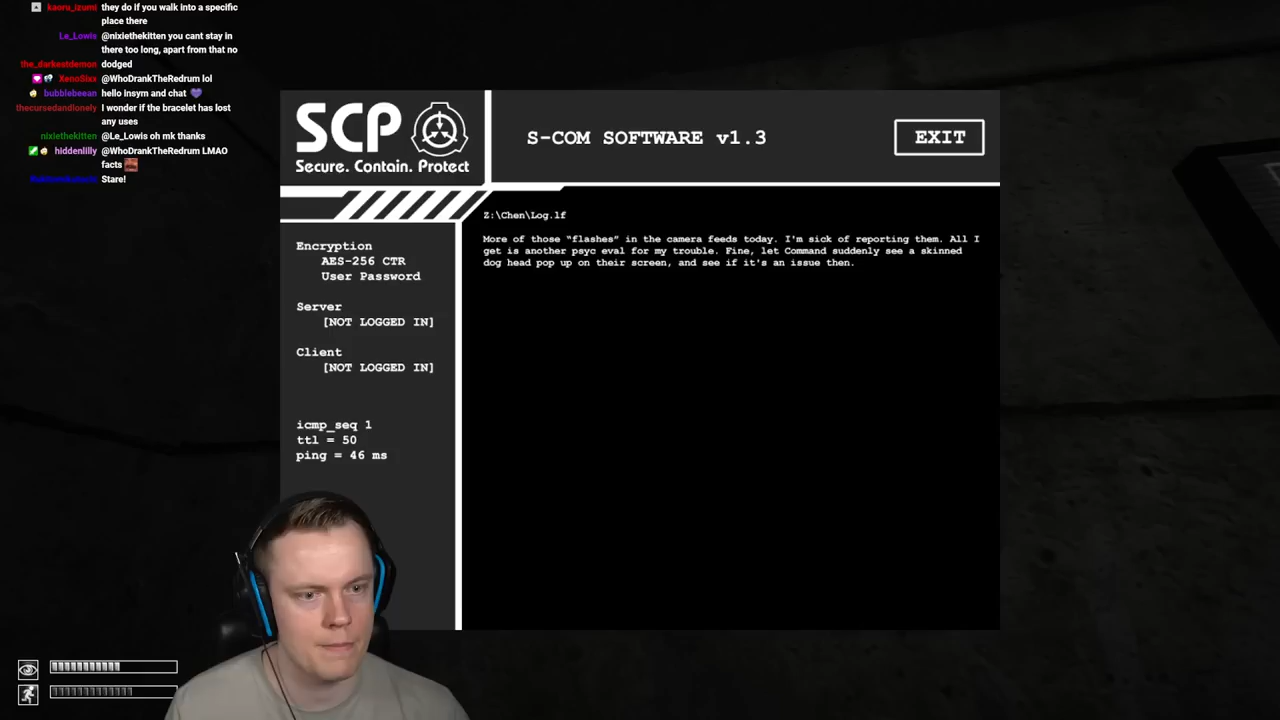 kaoru_izumi they do if you walk into a specific
place there
Le_Lowis @nixiethekitten you cant stay in
there too long, apart from that no
the_darkestdemon dodged
XenoSixx @WhoDrankTheRedrum lol
bubblebeean hello Insym and chat
thecursedandlonely I wonder if the bracelet has lost
any uses
nixiethekitten @Le_Lowis oh mk thanks
hiddenlilly @WhoDrankTheRedrum LMAO
facts
Stare!
SCP
Secure. Contain. Protect
S-COM SOFTWARE v1.3
EXIT
Z:\Chen\Log.lf
More of those “flashes” in the camera feeds today. I'm sick of reporting them. All I
get is another psyc eval for my trouble. Fine, let Command suddenly see a skinned
dog head pop up on their screen, and see if it's an issue then.
Encryption
AES-256 CTR
User Password
Server
[NOT LOGGED IN]
Client
[NOT LOGGED IN]
icmp_seq 1
ttl = 50
ping = 46 ms